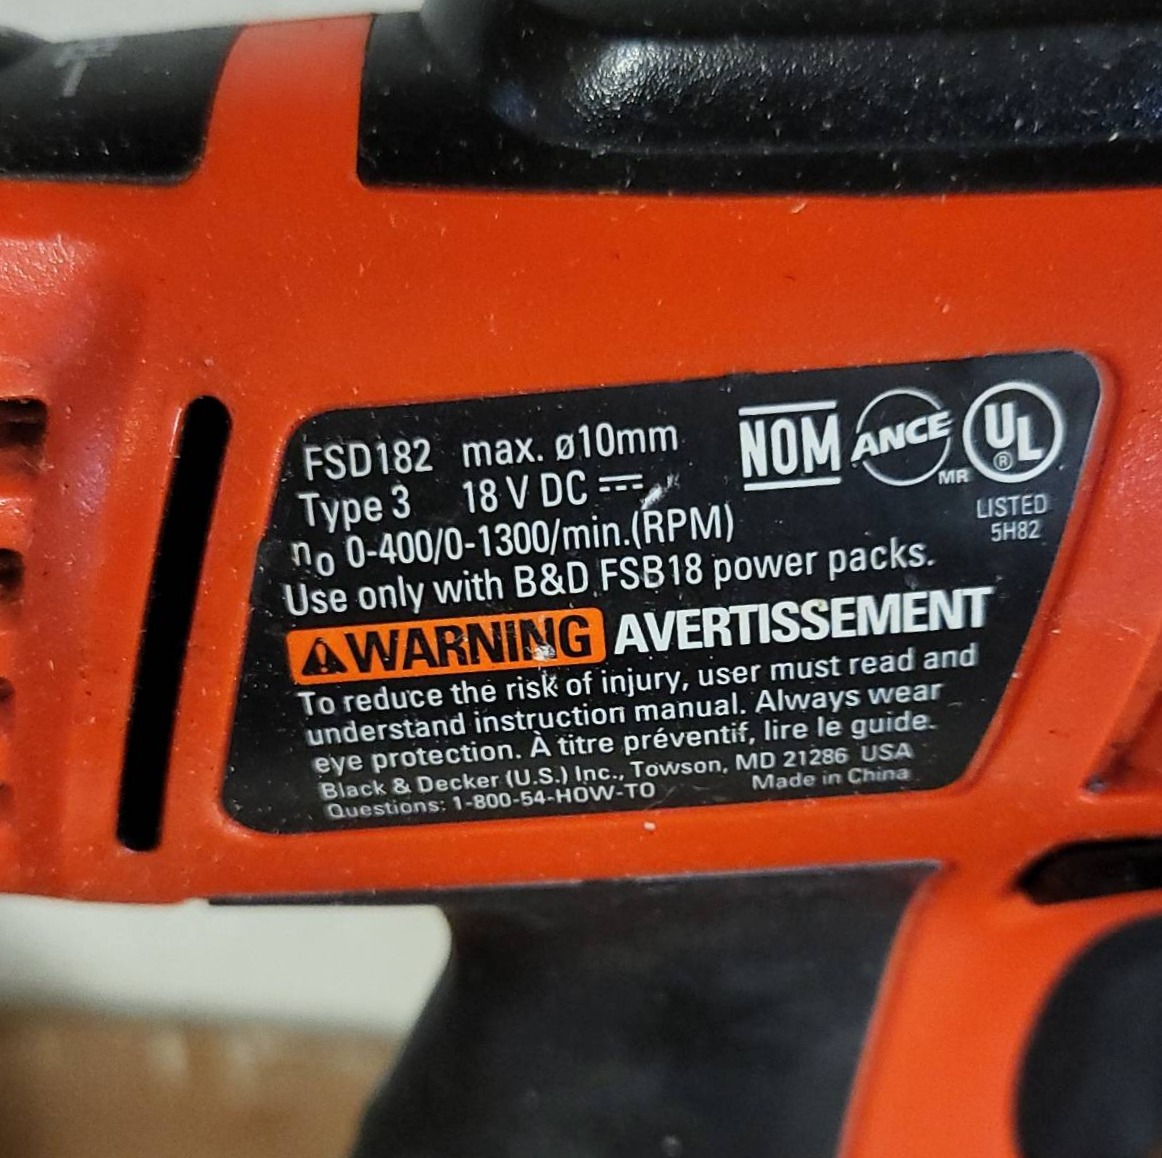 FSD182 max. ø10mm
Type 3 18 V DC ⎓
n₀ 0-400/0-1300/min.(RPM)
Use only with B&D FSB18 power packs.
NOM ANCE MR UL ®
LISTED
5H82
⚠WARNING AVERTISSEMENT
To reduce the risk of injury, user must read and
understand instruction manual. Always wear
eye protection. À titre préventif, lire le guide.
Black & Decker (U.S.) Inc., Towson, MD 21286 USA
Questions: 1-800-54-HOW-TO Made in China